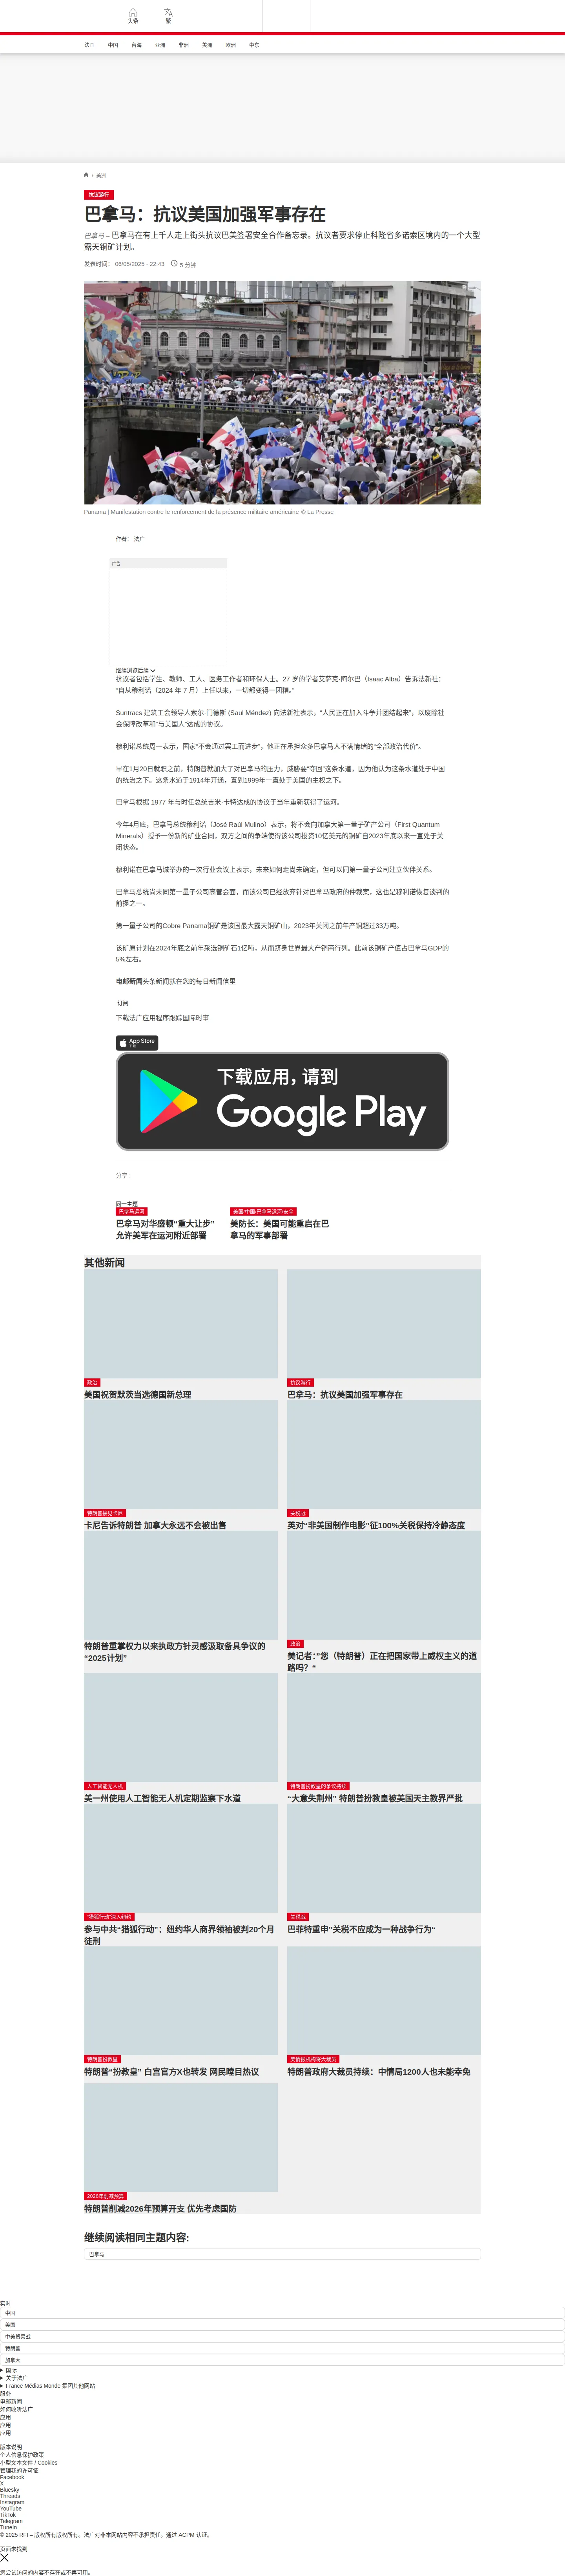 头条
繁
法国 中国 台海 亚洲 非洲 美洲 欧洲 中东
/ 美洲
抗议游行
巴拿马：抗议美国加强军事存在
巴拿马 – 巴拿马在有上千人走上街头抗议巴美签署安全合作备忘录。抗议者要求停止科隆省多诺索区境内的一个大型
露天铜矿计划。
发表时间： 06/05/2025 - 22:43 5 分钟
Panama | Manifestation contre le renforcement de la présence militaire américaine © La Presse
作者： 法广
广告
继续浏览后续
抗议者包括学生、教师、工人、医务工作者和环保人士。27 岁的学者艾萨克·阿尔巴（Isaac Alba）告诉法新社：
“自从穆利诺（2024 年 7 月）上任以来，一切都变得一团糟。”
Suntracs 建筑工会领导人索尔·门德斯 (Saul Méndez) 向法新社表示，“人民正在加入斗争并团结起来”，以废除社
会保障改革和“与美国人”达成的协议。
穆利诺总统周一表示，国家“不会通过罢工而进步”，他正在承担众多巴拿马人不满情绪的“全部政治代价”。
早在1月20日就职之前，特朗普就加大了对巴拿马的压力，威胁要“夺回”这条水道，因为他认为这条水道处于中国
的统治之下。这条水道于1914年开通，直到1999年一直处于美国的主权之下。
巴拿马根据 1977 年与时任总统吉米·卡特达成的协议于当年重新获得了运河。
今年4月底，巴拿马总统穆利诺（José Raúl Mulino）表示，将不会向加拿大第一量子矿产公司（First Quantum
Minerals）授予一份新的矿业合同，双方之间的争端使得该公司投资10亿美元的铜矿自2023年底以来一直处于关
闭状态。
穆利诺在巴拿马城举办的一次行业会议上表示，未来如何走尚未确定，但可以同第一量子公司建立伙伴关系。
巴拿马总统尚未同第一量子公司高管会面，而该公司已经放弃针对巴拿马政府的仲裁案，这也是穆利诺恢复谈判的
前提之一。
第一量子公司的Cobre Panama铜矿是该国最大露天铜矿山，2023年关闭之前年产铜超过33万吨。
该矿原计划在2024年底之前年采选铜矿石1亿吨，从而跻身世界最大产铜商行列。此前该铜矿产值占巴拿马GDP的
5%左右。
电邮新闻头条新闻就在您的每日新闻信里
订阅
下载法广应用程序跟踪国际时事
App Store
下载
下载应用，请到
Google Play
分享 :
同一主题
巴拿马运河
巴拿马对华盛顿“重大让步”
允许美军在运河附近部署
美国/中国/巴拿马运河/安全
美防长：美国可能重启在巴
拿马的军事部署
其他新闻
政治
美国祝贺默茨当选德国新总理
抗议游行
巴拿马：抗议美国加强军事存在
特朗普接见卡尼
卡尼告诉特朗普 加拿大永远不会被出售
关税战
英对“非美国制作电影”征100%关税保持冷静态度
特朗普重掌权力以来执政方针灵感汲取备具争议的
“2025计划”
政治
美记者:"您（特朗普）正在把国家带上威权主义的道
路吗？"
人工智能无人机
美一州使用人工智能无人机定期监察下水道
特朗普扮教皇的争议持续
“大意失荆州” 特朗普扮教皇被美国天主教界严批
“猎狐行动”深入纽约
参与中共“猎狐行动”：纽约华人商界领袖被判20个月
徒刑
关税战
巴菲特重申"关税不应成为一种战争行为"
特朗普扮教皇
特朗普“扮教皇” 白宫官方X也转发 网民瞠目热议
美情报机构将大裁员
特朗普政府大裁员持续：中情局1200人也未能幸免
2026年削减预算
特朗普削减2026年预算开支 优先考虑国防
继续阅读相同主题内容:
巴拿马
实时
中国
美国
中美贸易战
特朗普
加拿大
国际
关于法广
France Médias Monde 集团其他网站
服务
电邮新闻
如何收听法广
应用
应用
应用
版本说明
个人信息保护政策
小型文本文件 / Cookies
管理我的许可证
Facebook
X
Bluesky
Threads
Instagram
YouTube
TikTok
Telegram
TuneIn
© 2025 RFI – 版权所有版权所有。法广对非本网站内容不承担责任。通过 ACPM 认证。
页面未找到
您尝试访问的内容不存在或不再可用。